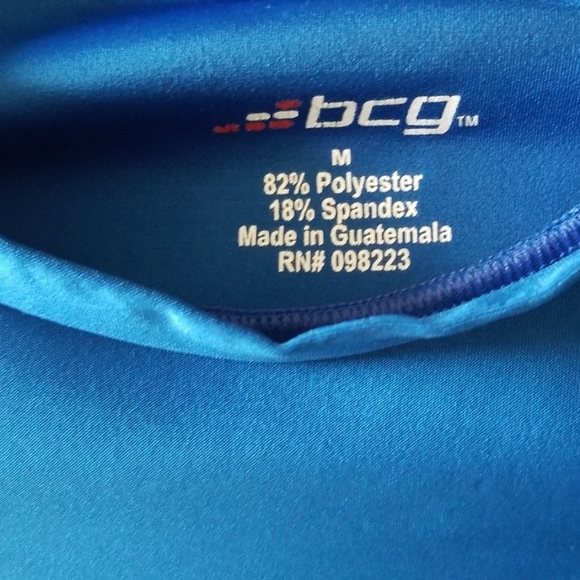 bcg™
M
82% Polyester
18% Spandex
Made in Guatemala
RN# 098223